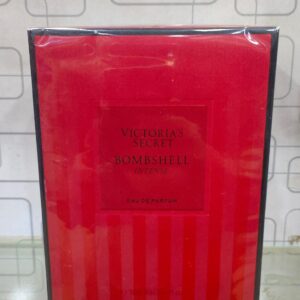 VICTORIA'S
SECRET
BOMBSHELL
INTENSE
EAU DE PARFUM